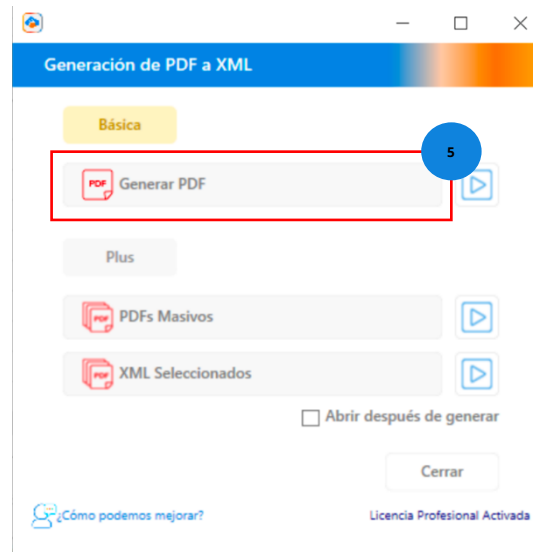 Generación de PDF a XML
Básica
5
PDF Generar PDF
Plus
PDF PDFs Masivos
PDF XML Seleccionados
Abrir después de generar
Cerrar
¿Cómo podemos mejorar? Licencia Profesional Activada